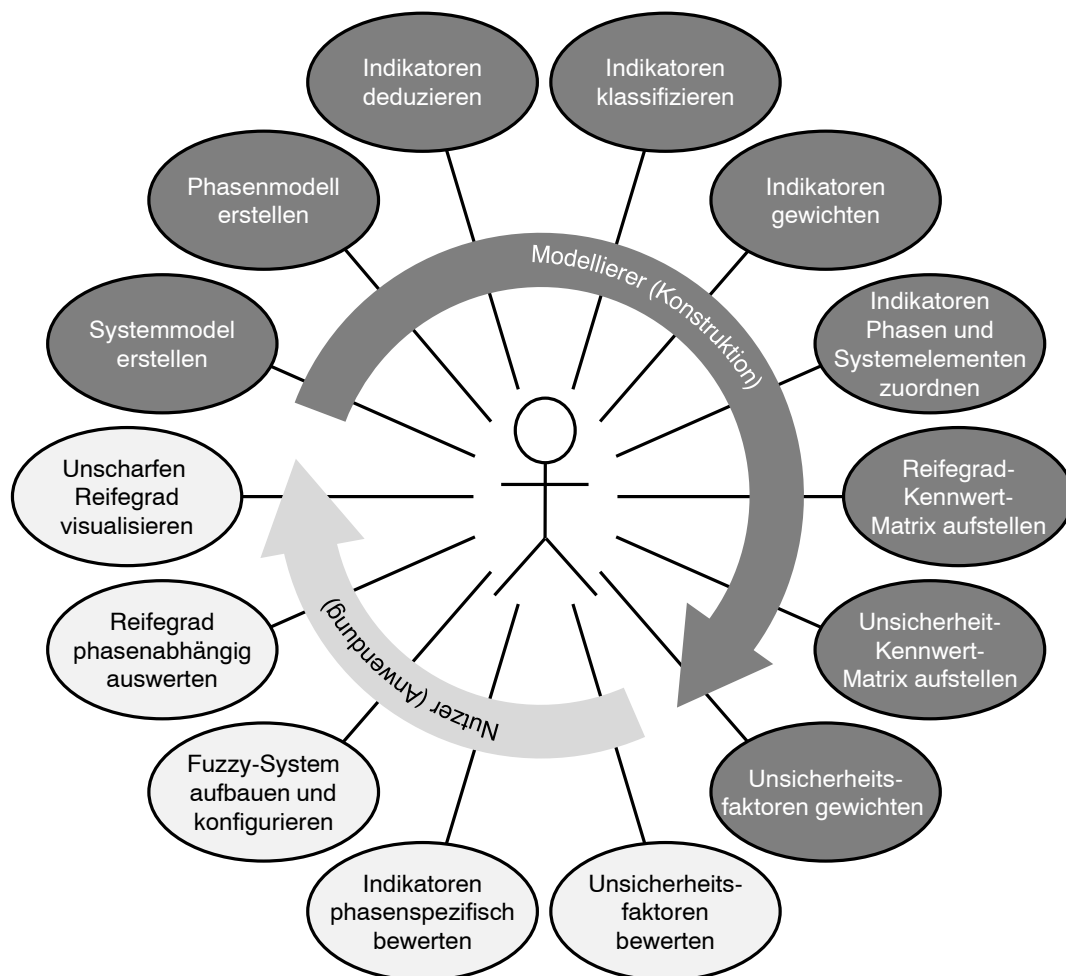 Indikatoren
deduzieren
Indikatoren
klassifizieren
Phasenmodell
erstellen
Indikatoren
gewichten
Modellierer (Konstruktion)
Systemmodel
erstellen
Indikatoren
Phasen und
Systemelementen
zuordnen
Unscharfen
Reifegrad
visualisieren
Reifegrad-
Kennwert-
Matrix aufstellen
Reifegrad
phasenabhängig
auswerten
Unsicherheit-
Kennwert-
Matrix aufstellen
Nutzer (Anwendung)
Fuzzy-System
aufbauen und
konfigurieren
Unsicherheits-
faktoren gewichten
Indikatoren
phasenspezifisch
bewerten
Unsicherheits-
faktoren
bewerten